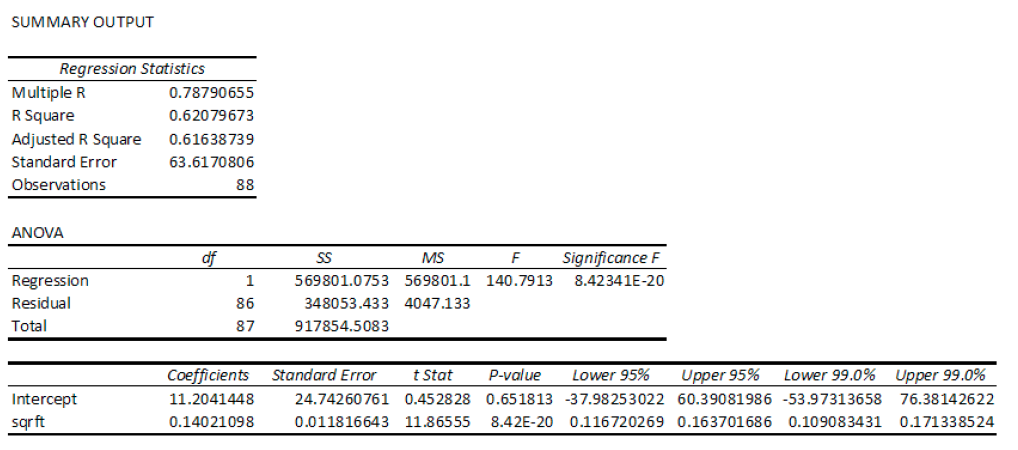 SUMMARY OUTPUT
Regression Statistics
Multiple R 0.78790655
R Square 0.62079673
Adjusted R Square 0.61638739
Standard Error 63.6170806
Observations 88
ANOVA
df SS MS F Significance F
Regression 1 569801.0753 569801.1 140.7913 8.42341E-20
Residual 86 348053.433 4047.133
Total 87 917854.5083
Coefficients Standard Error t Stat P-value Lower 95% Upper 95% Lower 99.0% Upper 99.0%
Intercept 11.2041448 24.74260761 0.452828 0.651813 -37.98253022 60.39081986 -53.97313658 76.38142622
sqrft 0.14021098 0.011816643 11.86555 8.42E-20 0.116720269 0.163701686 0.109083431 0.171338524